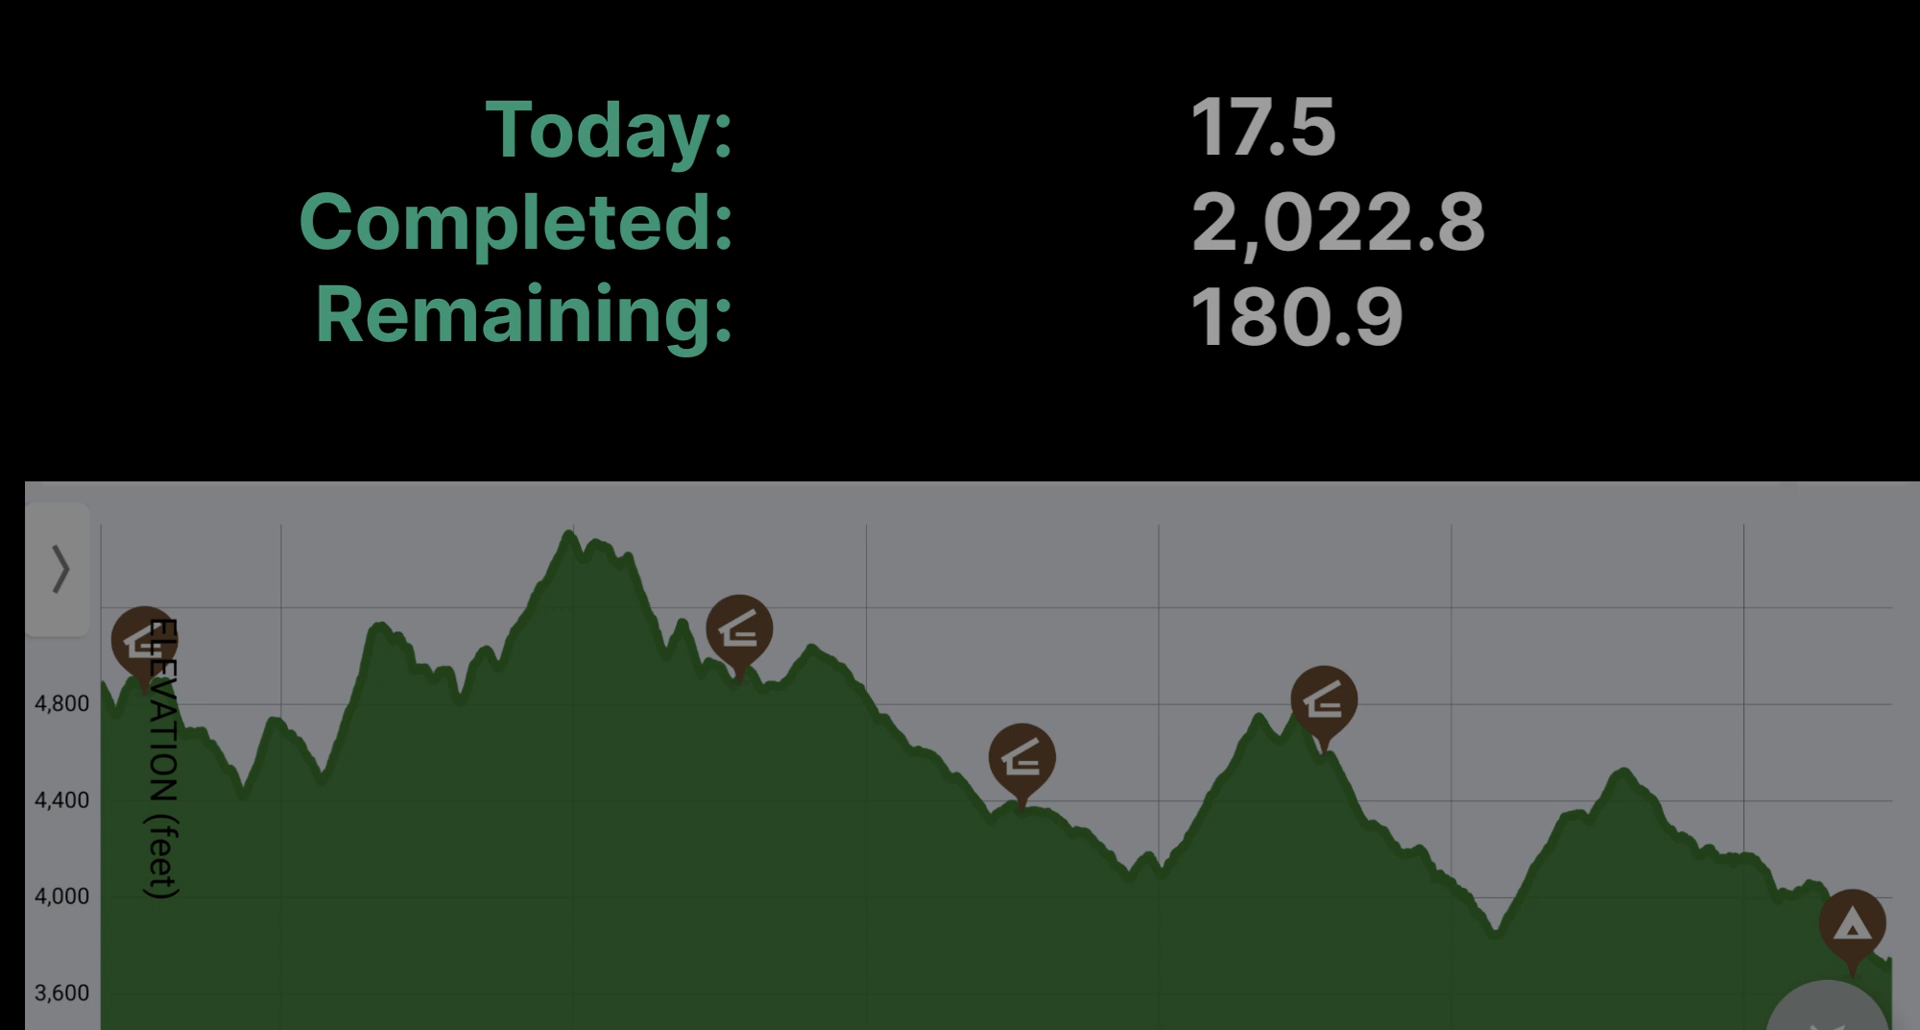 Today: 17.5
Completed: 2,022.8
Remaining: 180.9
ELEVATION (feet)
4,800
4,400
4,000
3,600